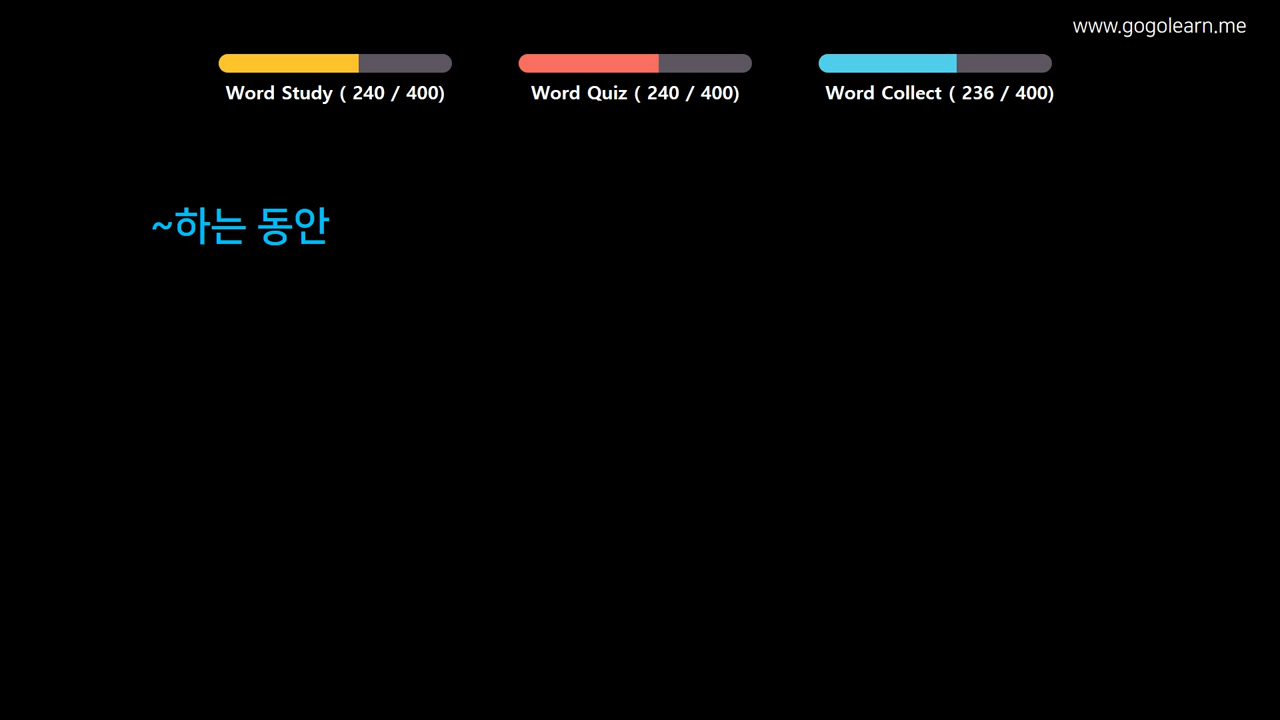 www.gogolearn.me
Word Study ( 240 / 400)
Word Quiz ( 240 / 400)
Word Collect ( 236 / 400)
~하는 동안